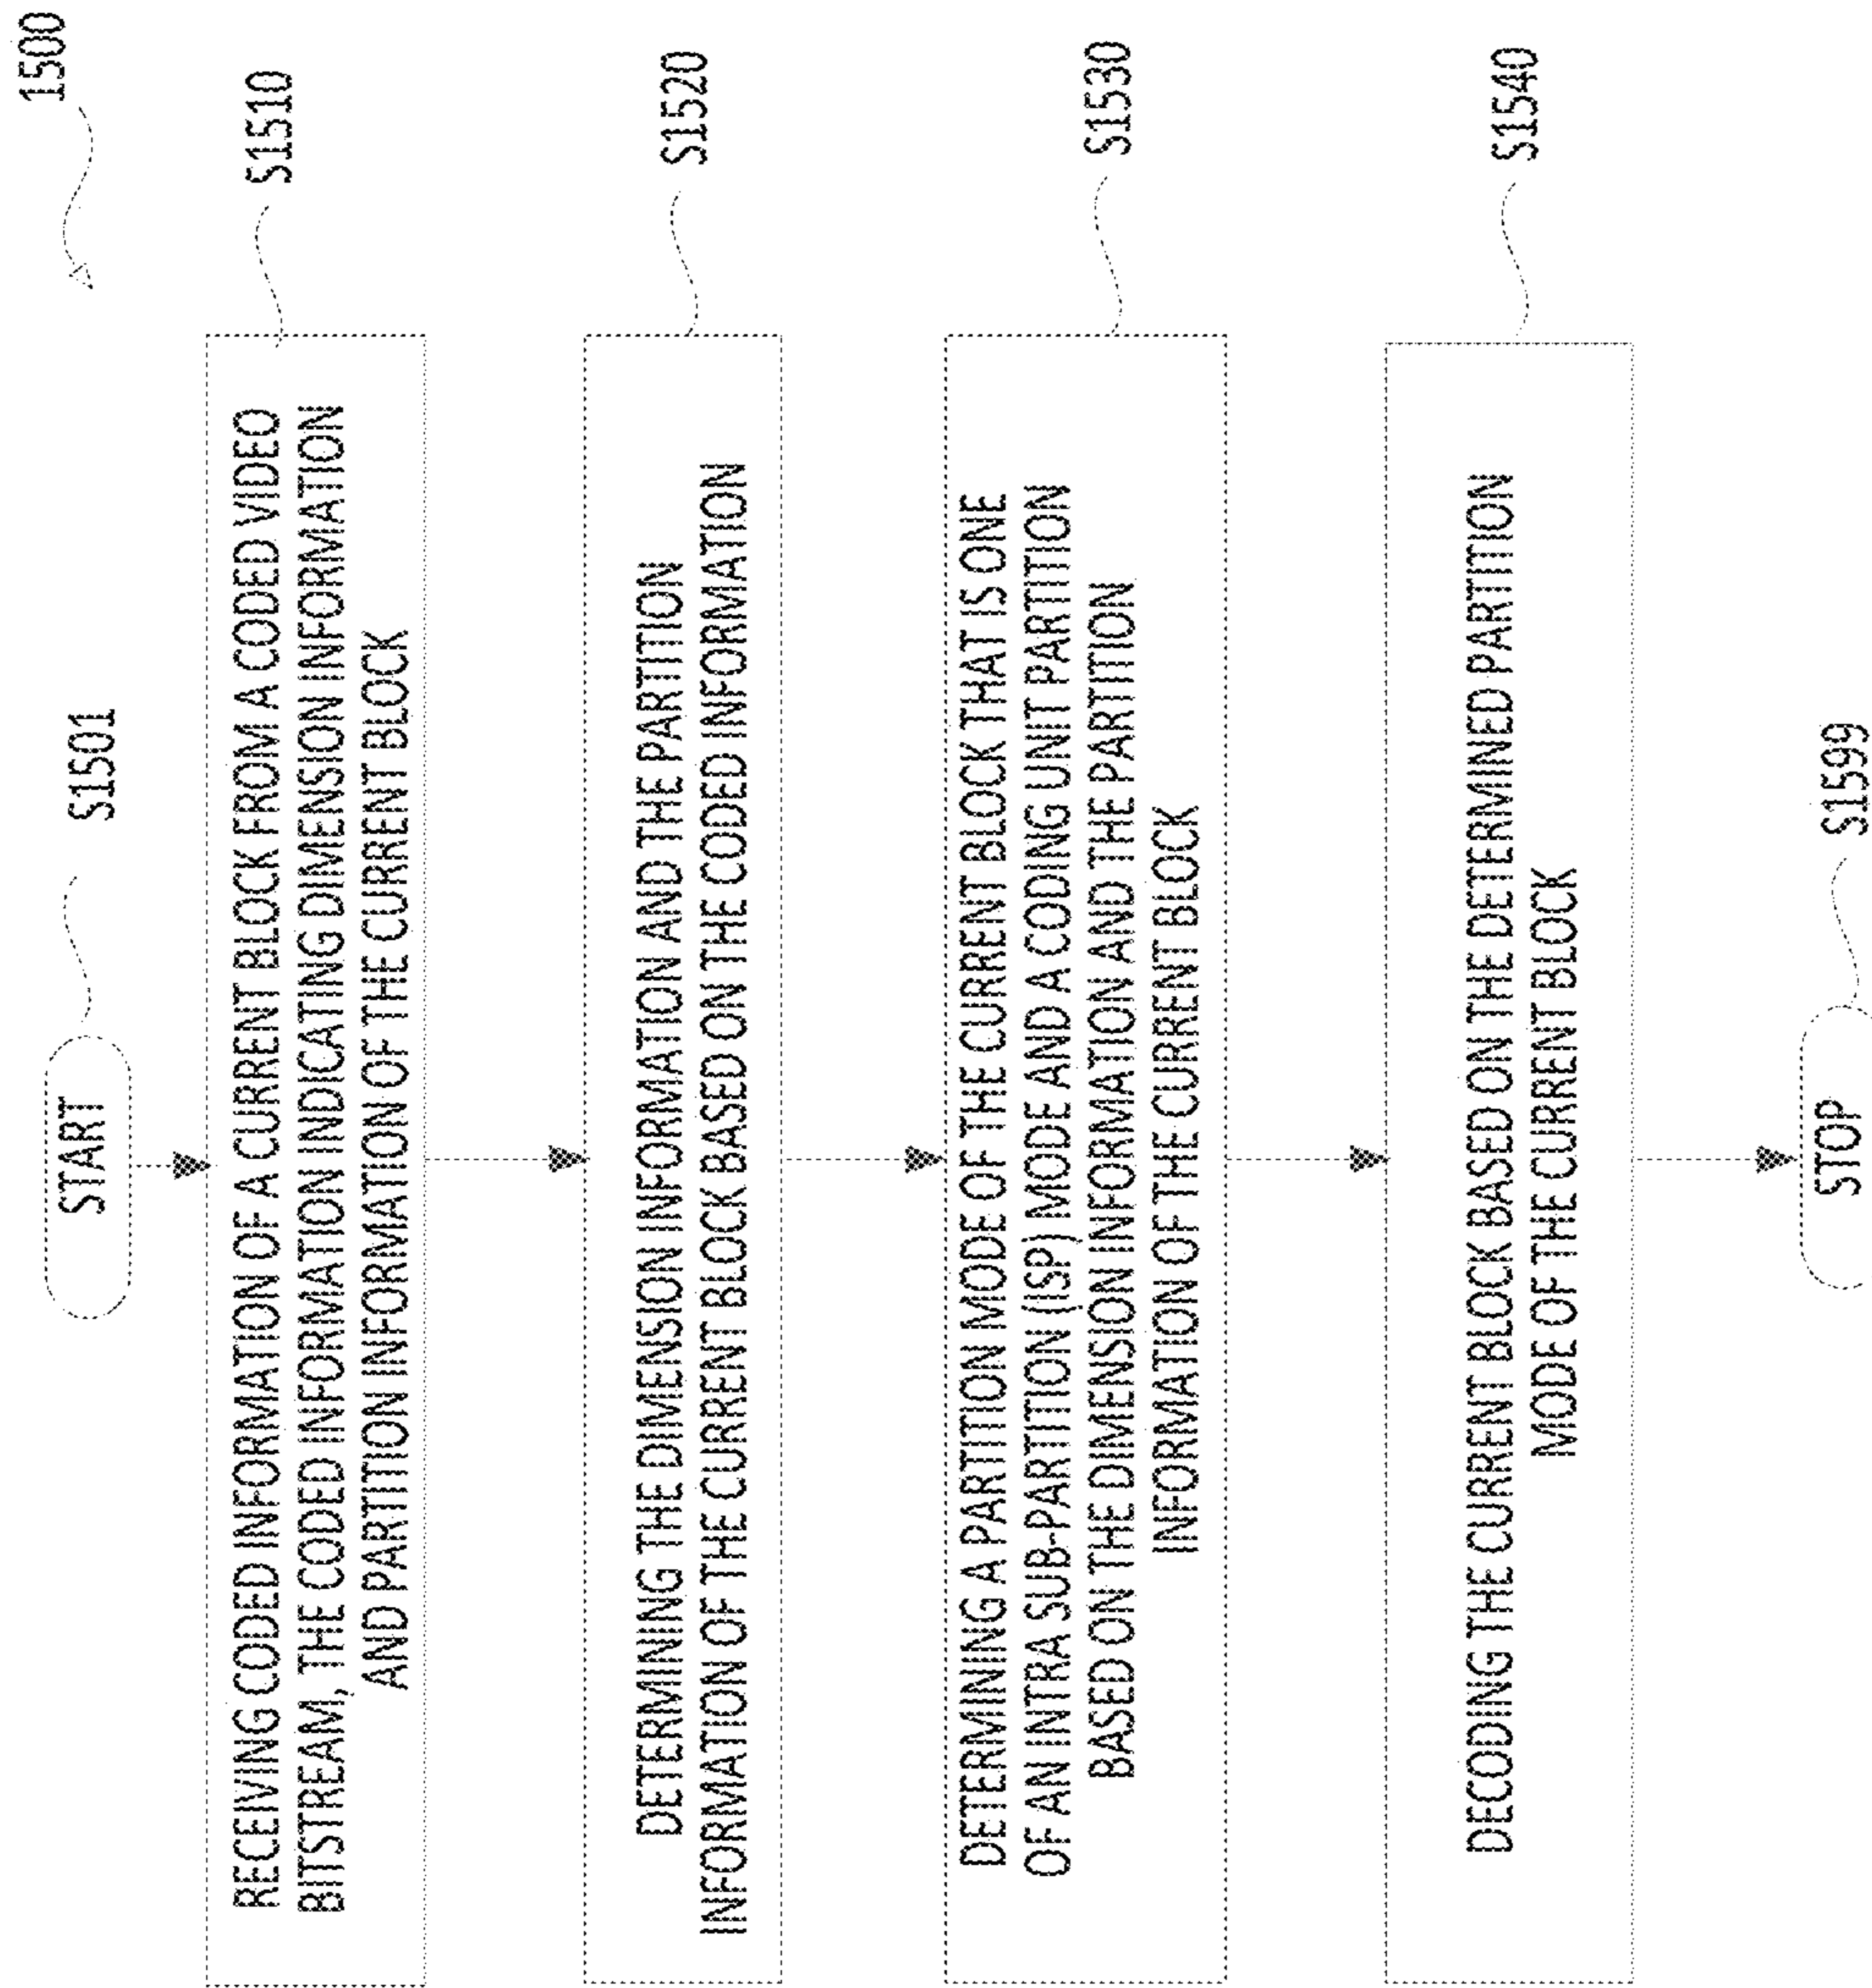 1500
START
S1501
RECEIVING CODED INFORMATION OF A CURRENT BLOCK FROM A CODED VIDEO
BITSTREAM, THE CODED INFORMATION INDICATING DIMENSION INFORMATION
AND PARTITION INFORMATION OF THE CURRENT BLOCK
S1510
DETERMINING THE DIMENSION INFORMATION AND THE PARTITION
INFORMATION OF THE CURRENT BLOCK BASED ON THE CODED INFORMATION
S1520
DETERMINING A PARTITION MODE OF THE CURRENT BLOCK THAT IS ONE
OF AN INTRA SUB-PARTITION (ISP) MODE AND A CODING UNIT PARTITION
BASED ON THE DIMENSION INFORMATION AND THE PARTITION
INFORMATION OF THE CURRENT BLOCK
S1530
DECODING THE CURRENT BLOCK BASED ON THE DETERMINED PARTITION
MODE OF THE CURRENT BLOCK
S1540
STOP
S1599